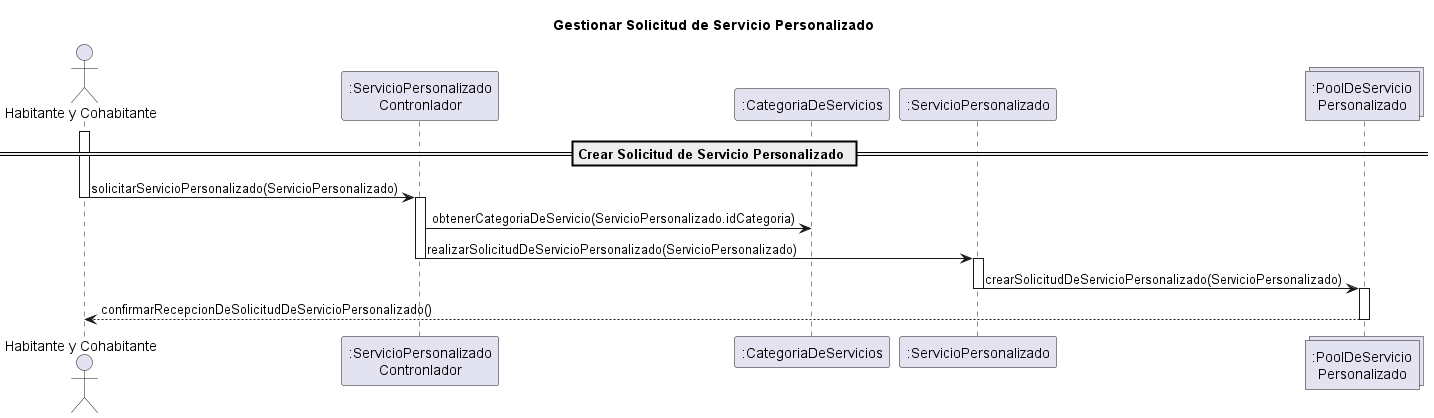 Gestionar Solicitud de Servicio Personalizado
Habitante y Cohabitante
:ServicioPersonalizado
Contronlador
:CategoriaDeServicios
:ServicioPersonalizado
:PoolDeServicio
Personalizado
Crear Solicitud de Servicio Personalizado
solicitarServicioPersonalizado(ServicioPersonalizado)
obtenerCategoriaDeServicio(ServicioPersonalizado.idCategoria)
realizarSolicitudDeServicioPersonalizado(ServicioPersonalizado)
crearSolicitudDeServicioPersonalizado(ServicioPersonalizado)
confirmarRecepcionDeSolicitudDeServicioPersonalizado()
Habitante y Cohabitante
:ServicioPersonalizado
Contronlador
:CategoriaDeServicios
:ServicioPersonalizado
:PoolDeServicio
Personalizado